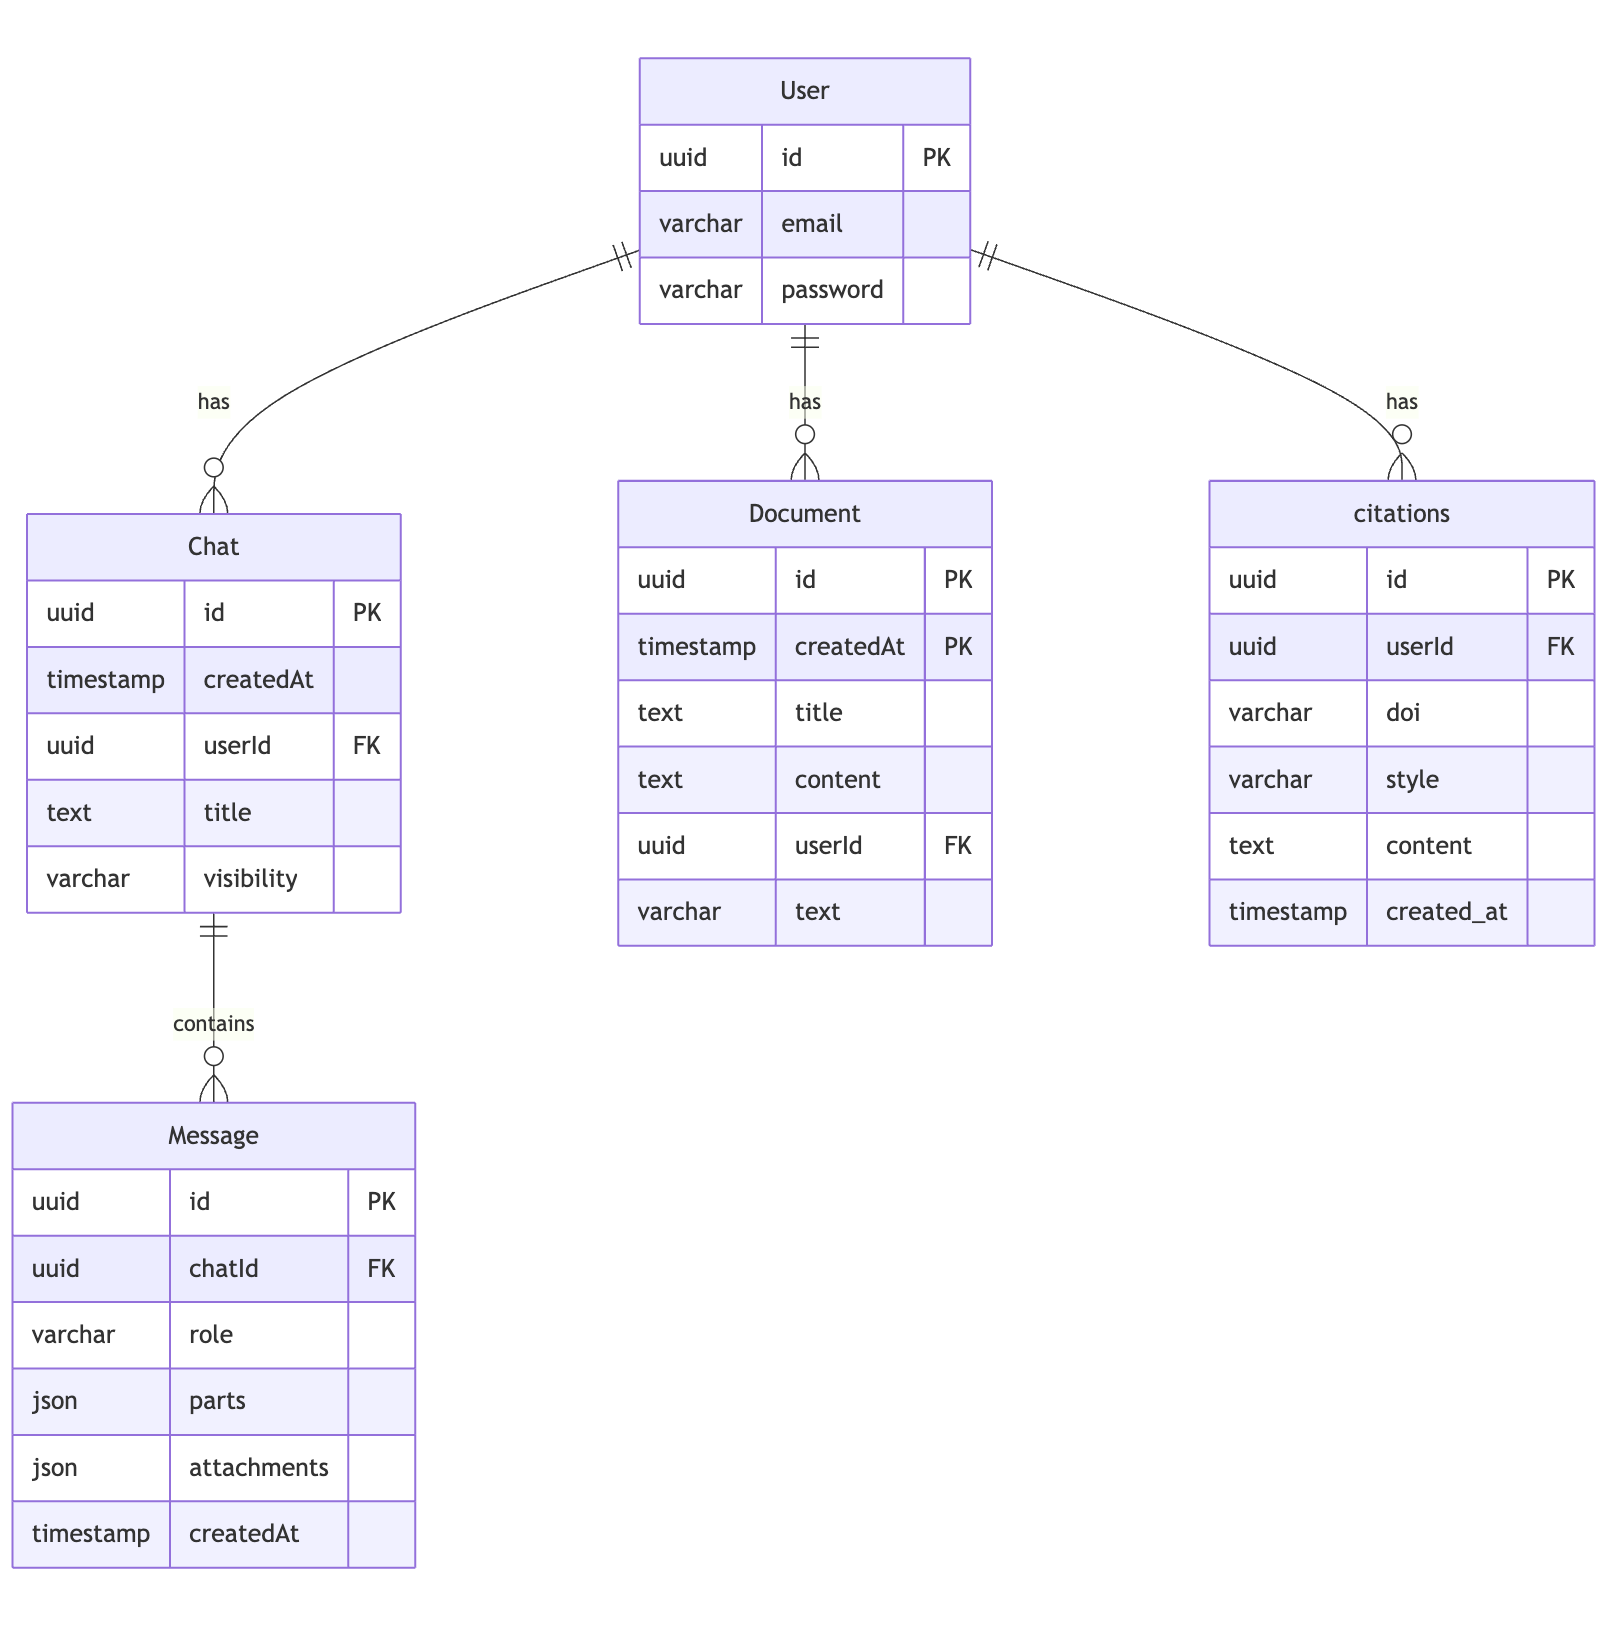 User
uuid id PK
varchar email
varchar password
has
has
has
Chat
uuid id PK
timestamp createdAt
uuid userId FK
text title
varchar visibility
Document
uuid id PK
timestamp createdAt PK
text title
text content
uuid userId FK
varchar text
citations
uuid id PK
uuid userId FK
varchar doi
varchar style
text content
timestamp created_at
contains
Message
uuid id PK
uuid chatId FK
varchar role
json parts
json attachments
timestamp createdAt